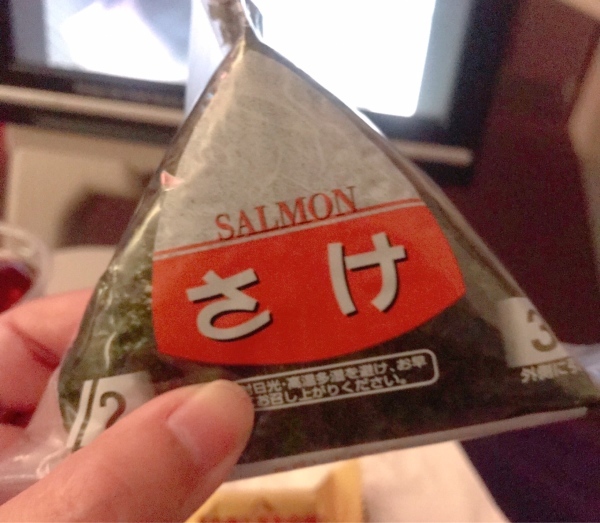 SALMON
さけ
日光・高温多湿を避け、お早
お召し上がりください。
2
3
外側に